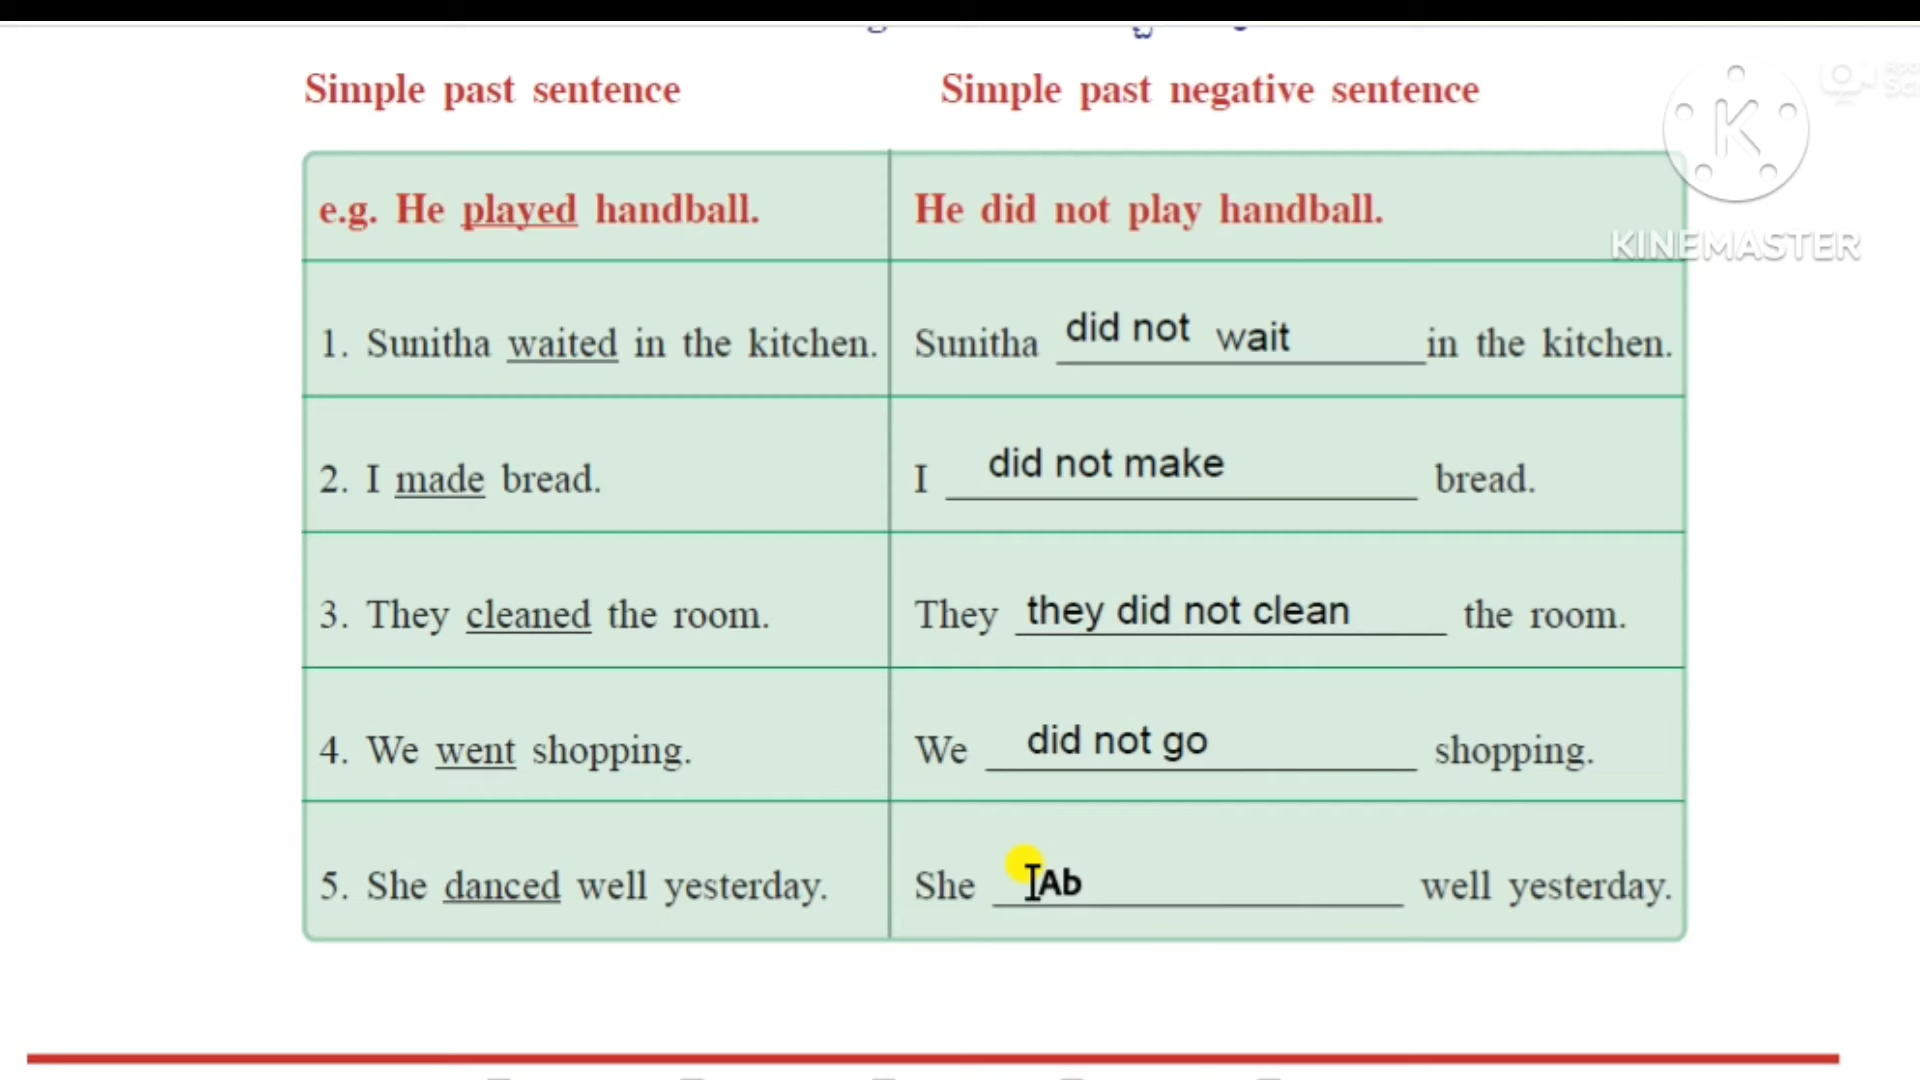 Simple past sentence Simple past negative sentence
e.g. He played handball. He did not play handball.
KINEMASTER
1. Sunitha waited in the kitchen. Sunitha did not wait in the kitchen.
2. I made bread. I did not make bread.
3. They cleaned the room. They they did not clean the room.
4. We went shopping. We did not go shopping.
5. She danced well yesterday. She Ab well yesterday.